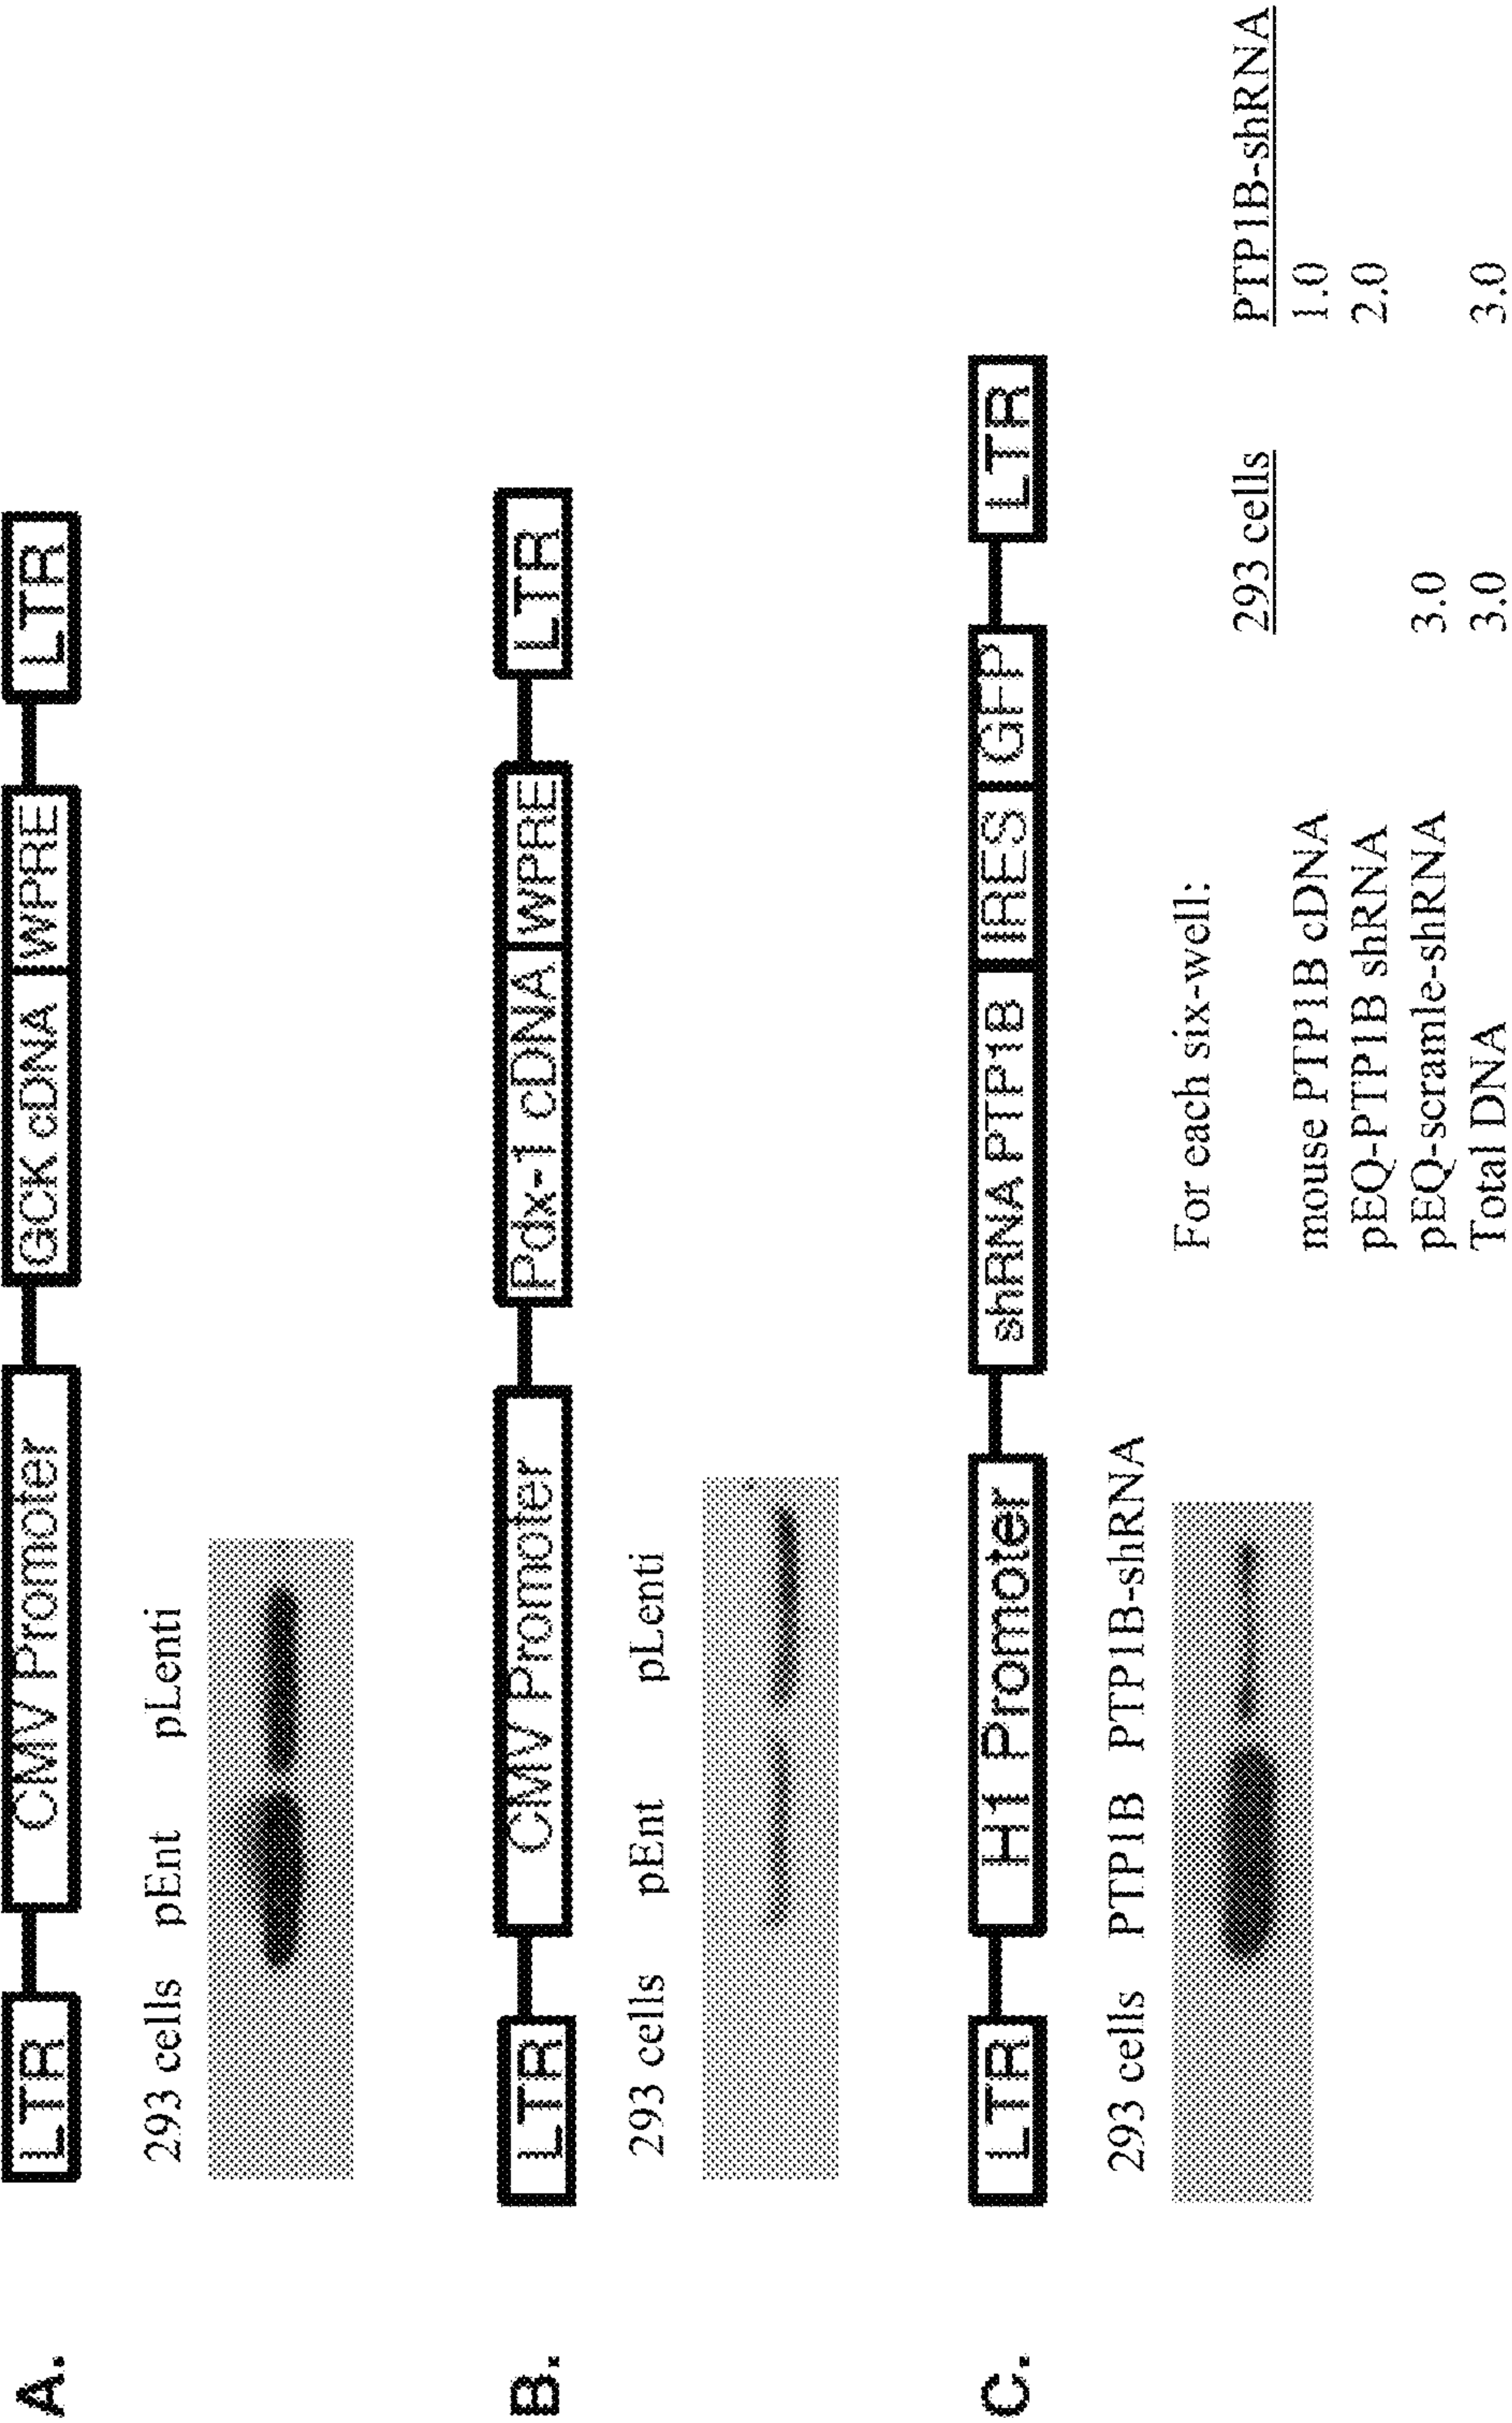 A.
LTR CMV Promoter GCK cDNA WPRE LTR
293 cells pEnt pLenti
B.
LTR CMV Promoter Pdx-1 cDNA WPRE LTR
293 cells pEnt pLenti
C.
LTR H1 Promoter shRNA PTP1B IRES GFP LTR
293 cells PTP1B PTP1B-shRNA
For each six-well:
293 cells PTP1B-shRNA
mouse PTP1B cDNA 1.0
pEQ-PTP1B shRNA 2.0
pEQ-scramle-shRNA 3.0
Total DNA 3.0 3.0